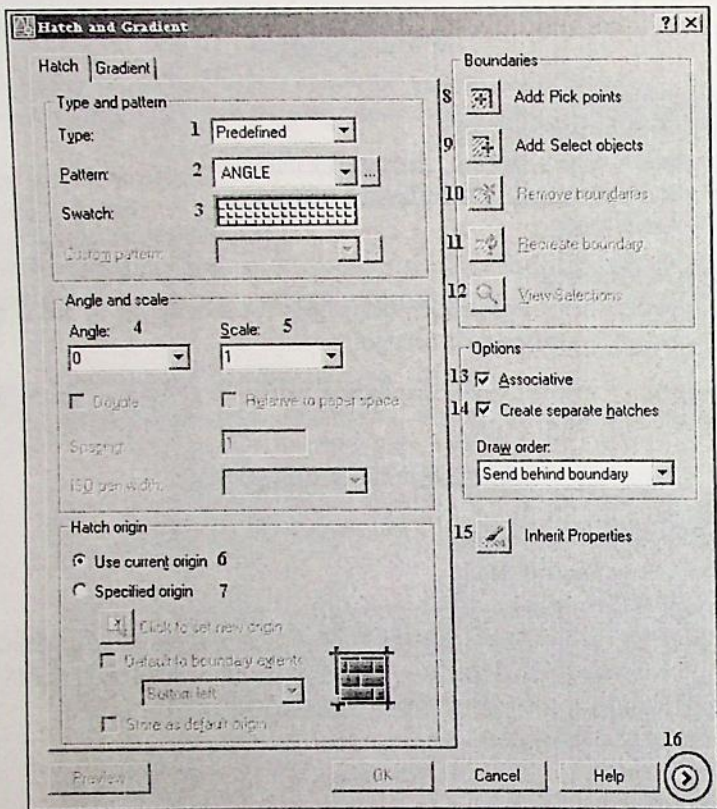 Hatch and Gradient
Hatch Gradient
Type and pattern
Type: 1 Predefined
Pattern: 2 ANGLE ...
Swatch: 3
Custom pattern:
Angle and scale
Angle: 4 Scale: 5
0 1
Double Relative to paper space
Spacing: 1
ISO pen width:
Hatch origin
Use current origin 6
Specified origin 7
Click to set new origin
Default to boundary extents
Bottom left
Store as default origin
Preview OK Cancel Help
Boundaries
8 Add: Pick points
9 Add: Select objects
10 Remove boundaries
11 Recreate boundary
12 View Selections
Options
13 Associative
14 Create separate hatches
Draw order:
Send behind boundary
15 Inherit Properties
16